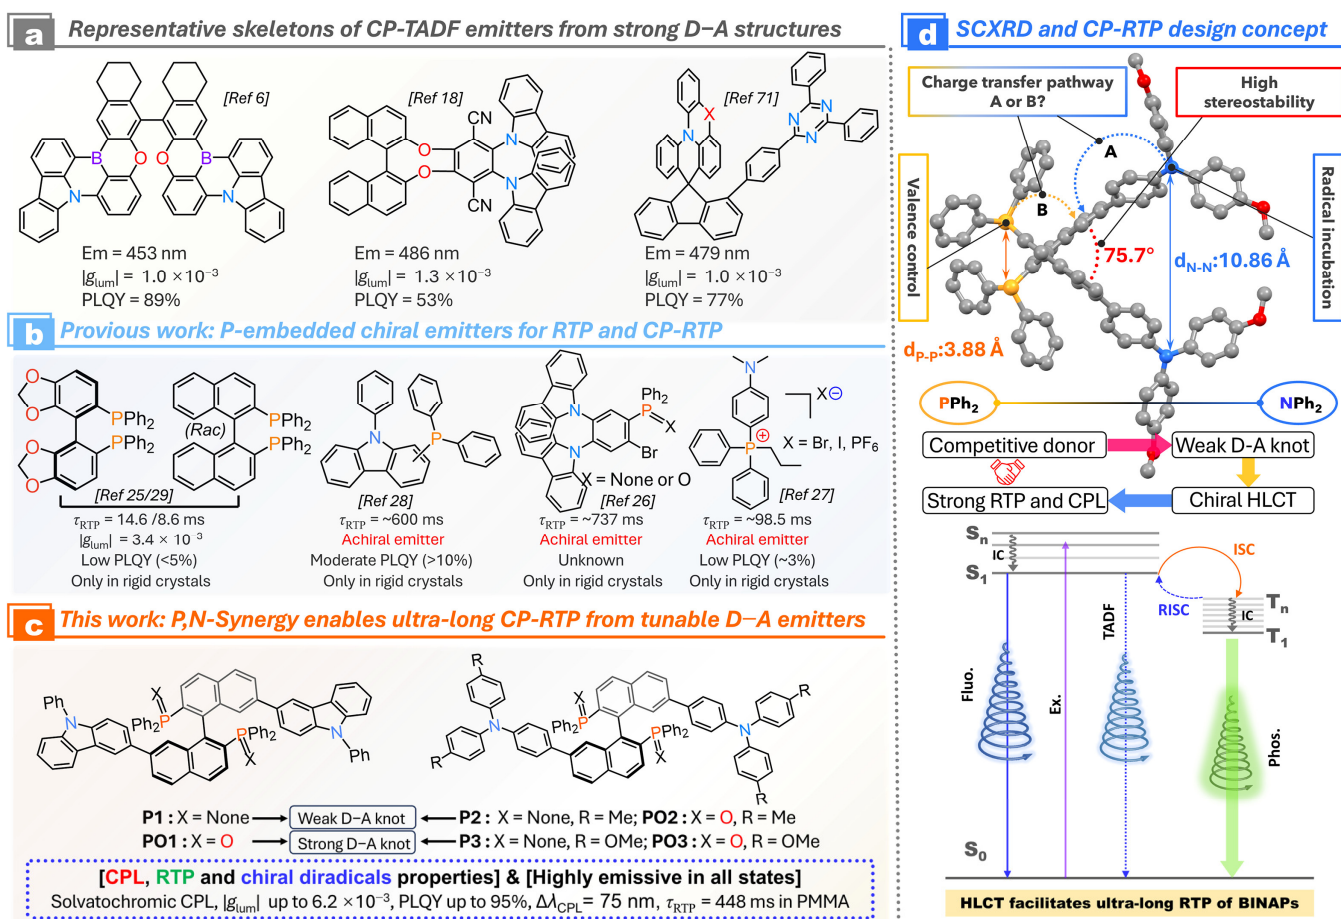 a Representative skeletons of CP-TADF emitters from strong D–A structures
[Ref 6]
B O O B
N N
Em = 453 nm
|glum| = 1.0 ×10⁻³
PLQY = 89%
[Ref 18]
CN
O N
O N
CN
Em = 486 nm
|glum| = 1.3 ×10⁻³
PLQY = 53%
[Ref 71]
X
N
N N
N
Em = 479 nm
|glum| = 1.0 ×10⁻³
PLQY = 77%
b Provious work: P-embedded chiral emitters for RTP and CP-RTP
O
O PPh2
O PPh2
O
(Rac) PPh2
PPh2
[Ref 25/29]
τRTP = 14.6 /8.6 ms
|glum| = 3.4 × 10⁻³
Low PLQY (<5%)
Only in rigid crystals
N P
[Ref 28]
τRTP = ~600 ms
Achiral emitter
Moderate PLQY (>10%)
Only in rigid crystals
Ph2
N P
X
N Br
X = None or O
[Ref 26]
τRTP = ~737 ms
Achiral emitter
Unknown
Only in rigid crystals
N
X⊖
P⊕
X = Br, I, PF6
[Ref 27]
τRTP = ~98.5 ms
Achiral emitter
Low PLQY (~3%)
Only in rigid crystals
c This work: P,N-Synergy enables ultra-long CP-RTP from tunable D–A emitters
Ph
N
X
Ph2P
PPh2
X
N
Ph
R
N
R
X
Ph2P
PPh2
X
R
N
R
P1 : X = None
Weak D–A knot
P2 : X = None, R = Me; PO2: X = O, R = Me
PO1: X = O
Strong D–A knot
P3 : X = None, R = OMe; PO3: X = O, R = OMe
[CPL, RTP and chiral diradicals properties] & [Highly emissive in all states]
Solvatochromic CPL, |glum| up to 6.2 ×10⁻³, PLQY up to 95%, ΔλCPL= 75 nm, τRTP = 448 ms in PMMA
d SCXRD and CP-RTP design concept
Charge transfer pathway
A or B?
High
stereostability
Valence control
Radical incubation
A
B
75.7°
dN-N:10.86 Å
dP-P:3.88 Å
PPh2
NPh2
Competitive donor
Weak D-A knot
Strong RTP and CPL
Chiral HLCT
Sn
IC
S1
ISC
RISC
Tn
IC
T1
TADF
Fluo.
Ex.
Phos.
S0
HLCT facilitates ultra-long RTP of BINAPs